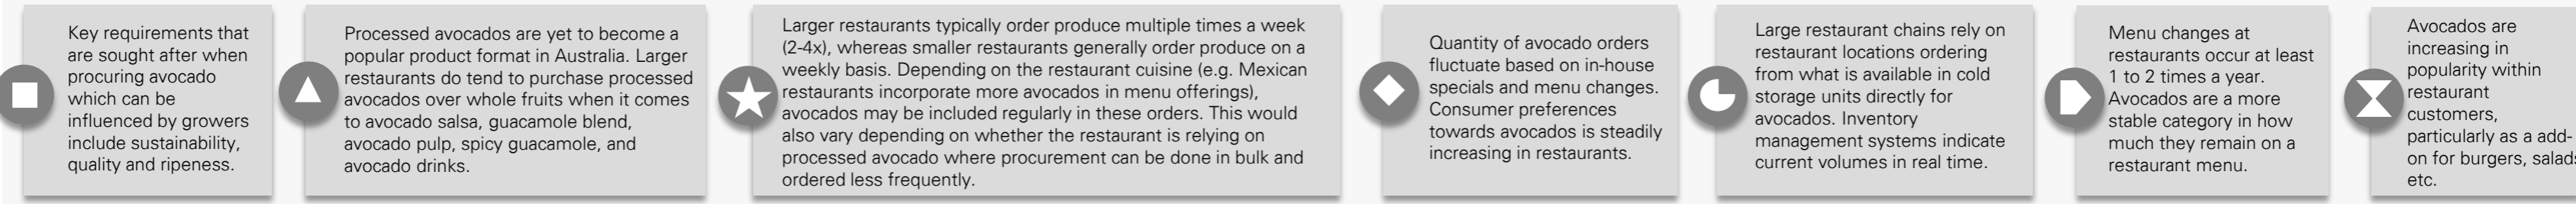 Key requirements that
are sought after when
procuring avocado
which can be
influenced by growers
include sustainability,
quality and ripeness.
Processed avocados are yet to become a
popular product format in Australia. Larger
restaurants do tend to purchase processed
avocados over whole fruits when it comes
to avocado salsa, guacamole blend,
avocado pulp, spicy guacamole, and
avocado drinks.
Larger restaurants typically order produce multiple times a week
(2-4x), whereas smaller restaurants generally order produce on a
weekly basis. Depending on the restaurant cuisine (e.g. Mexican
restaurants incorporate more avocados in menu offerings),
avocados may be included regularly in these orders. This would
also vary depending on whether the restaurant is relying on
processed avocado where procurement can be done in bulk and
ordered less frequently.
Quantity of avocado orders
fluctuate based on in-house
specials and menu changes.
Consumer preferences
towards avocados is steadily
increasing in restaurants.
Large restaurant chains rely on
restaurant locations ordering
from what is available in cold
storage units directly for
avocados. Inventory
management systems indicate
current volumes in real time.
Menu changes at
restaurants occur at least
1 to 2 times a year.
Avocados are a more
stable category in how
much they remain on a
restaurant menu.
Avocados are
increasing in
popularity within
restaurant
customers,
particularly as a add-
on for burgers, salads
etc.